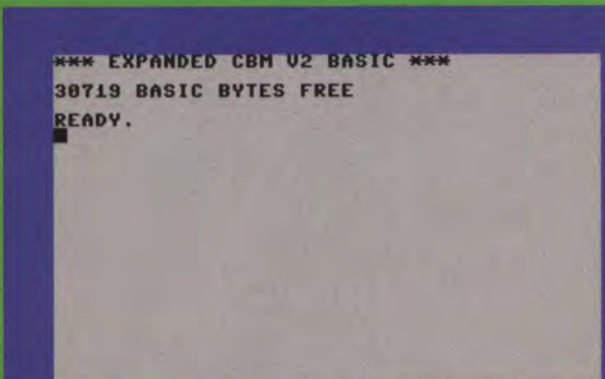 *** EXPANDED CBM V2 BASIC ***
30719 BASIC BYTES FREE
READY.